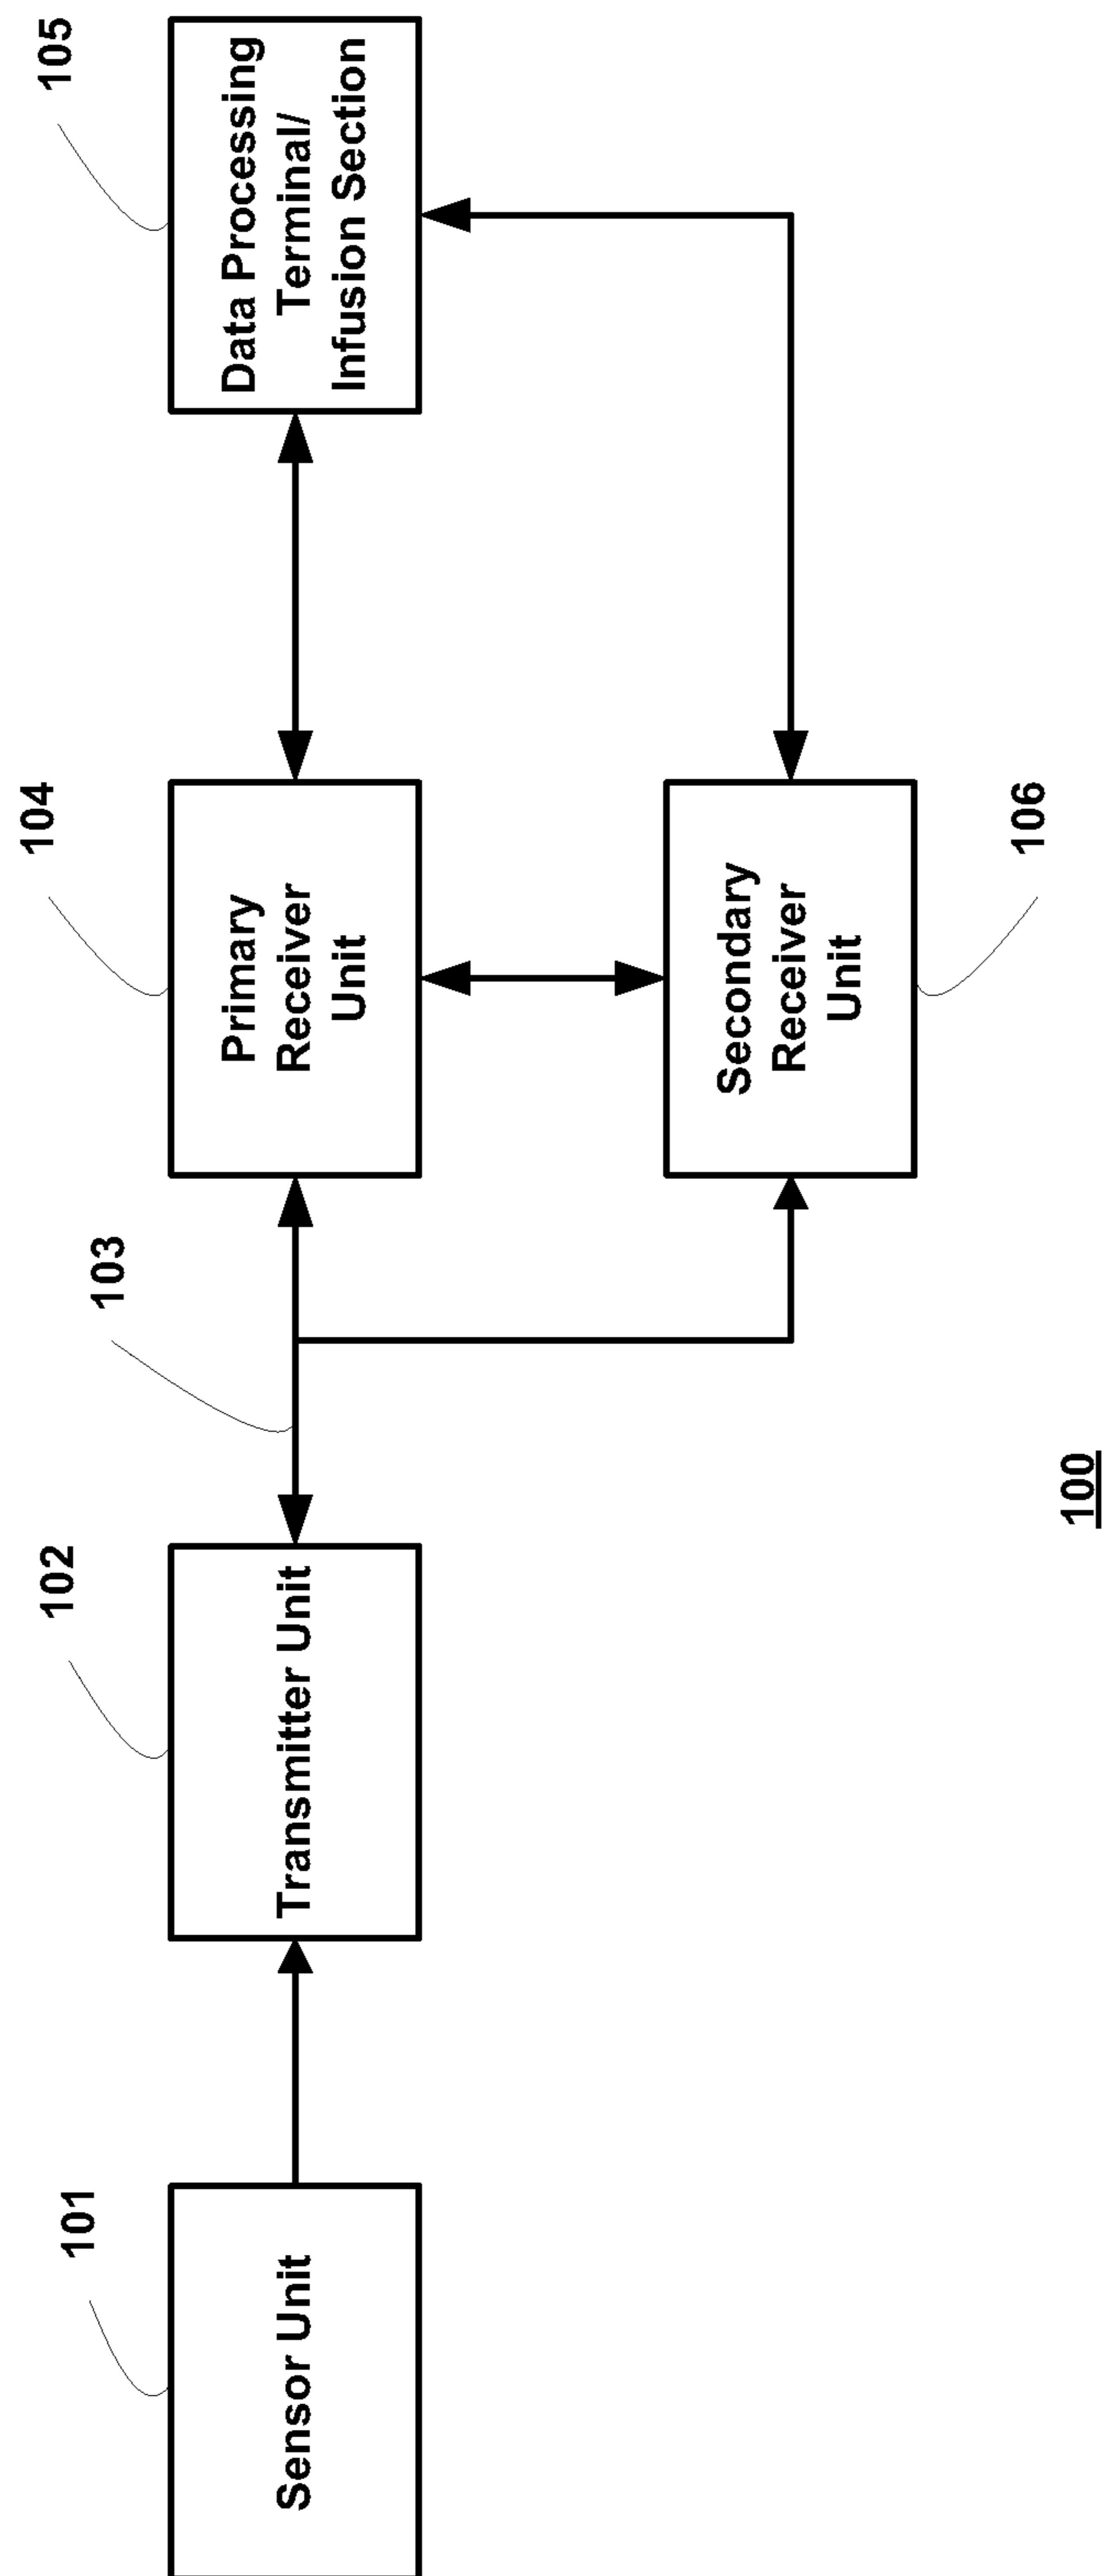 101
Sensor Unit
102
Transmitter Unit
103
104
Primary
Receiver
Unit
105
Data Processing
Terminal/
Infusion Section
Secondary
Receiver
Unit
106
100